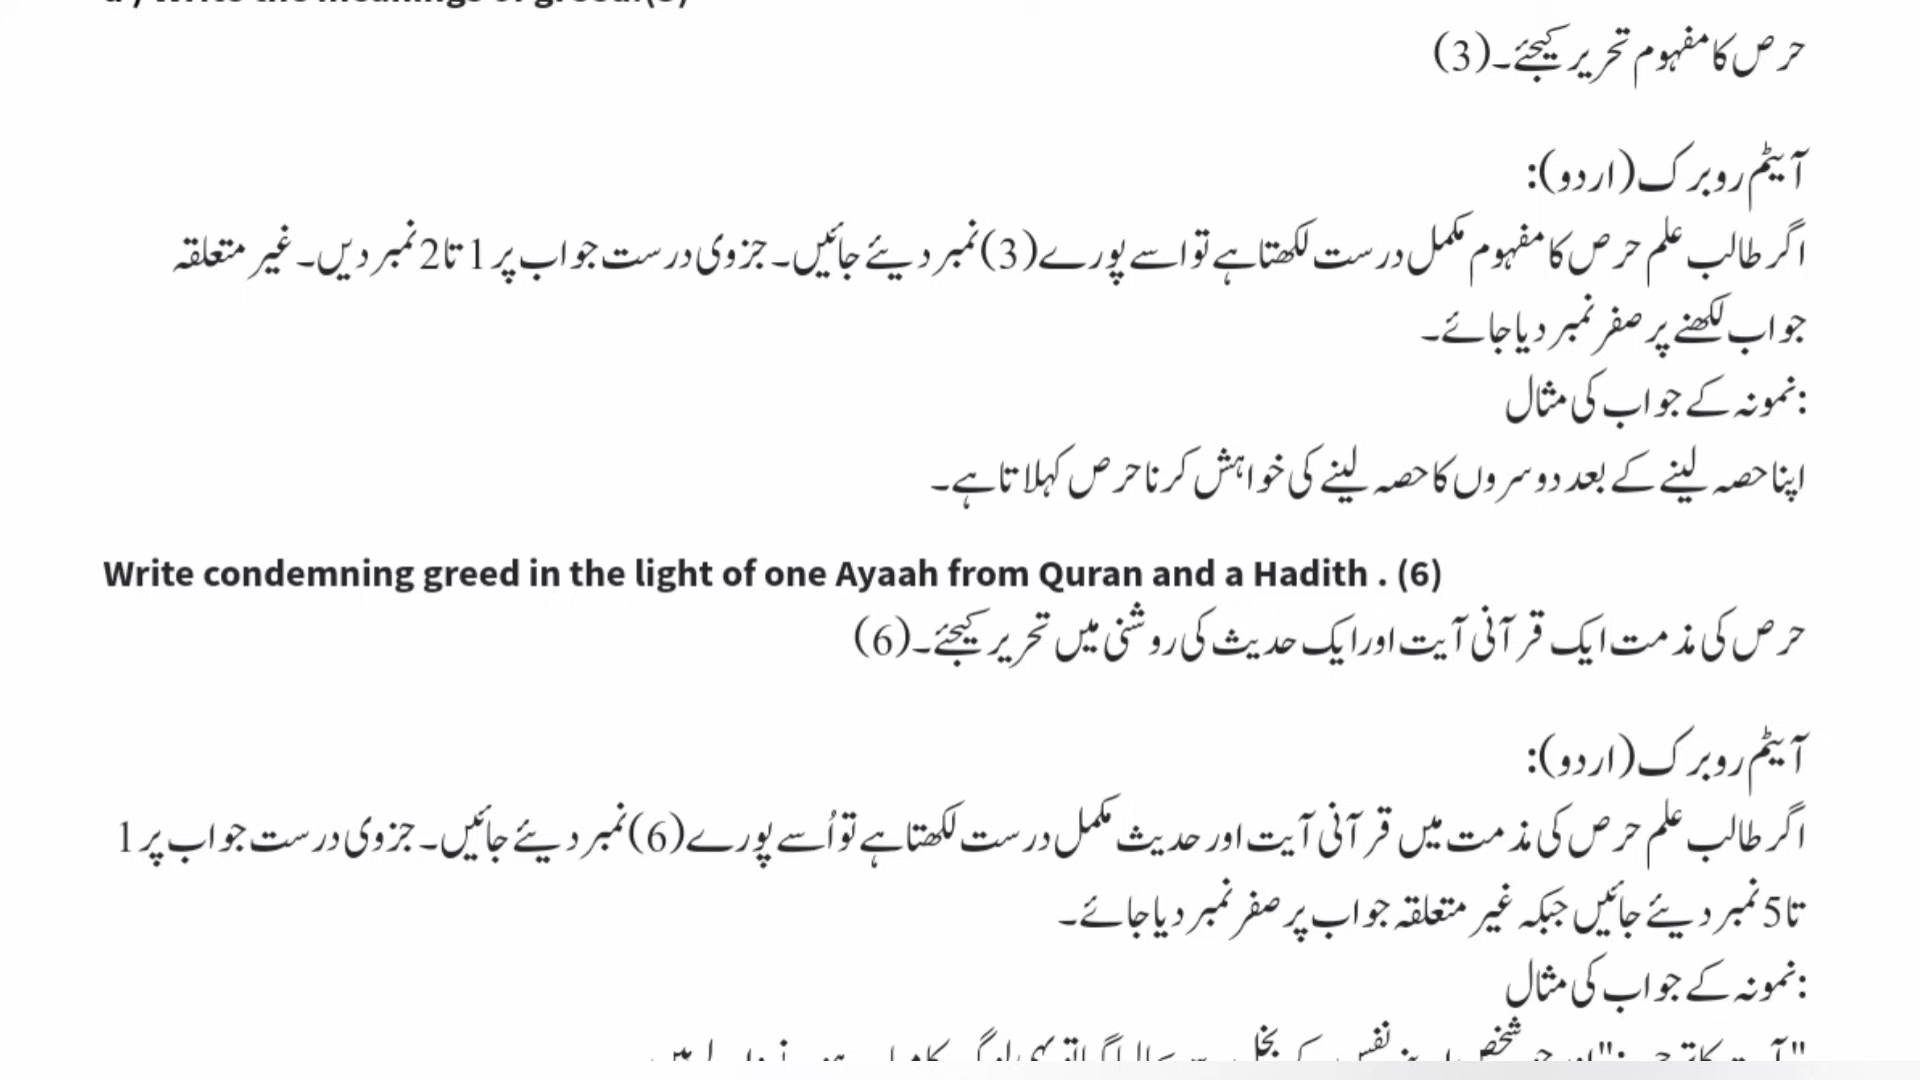 a ) Write the meanings of greed.(3)
حرص کا مفہوم تحریر کیجئے۔(3)
آیٹم روبرک(اردو):
اگر طالب علم حرص کا مفہوم مکمل درست لکھتا ہے تو اسے پورے(3)نمبر دیئے جائیں۔ جزوی درست جواب پر 1 تا 2 نمبر دیں۔ غیر متعلقہ
جواب لکھنے پر صفر نمبر دیا جائے۔
:نمونہ کے جواب کی مثال
اپنا حصہ لینے کے بعد دوسروں کا حصہ لینے کی خواہش کرنا حرص کہلاتا ہے۔
Write condemning greed in the light of one Ayaah from Quran and a Hadith . (6)
حرص کی مذمت ایک قرآنی آیت اور ایک حدیث کی روشنی میں تحریر کیجئے۔(6)
آیٹم روبرک(اردو):
اگر طالب علم حرص کی مذمت میں قرآنی آیت اور حدیث مکمل درست لکھتا ہے تو اُسے پورے(6)نمبر دیئے جائیں۔ جزوی درست جواب پر 1
تا 5 نمبر دیئے جائیں جبکہ غیر متعلقہ جواب پر صفر نمبر دیا جائے۔
:نمونہ کے جواب کی مثال